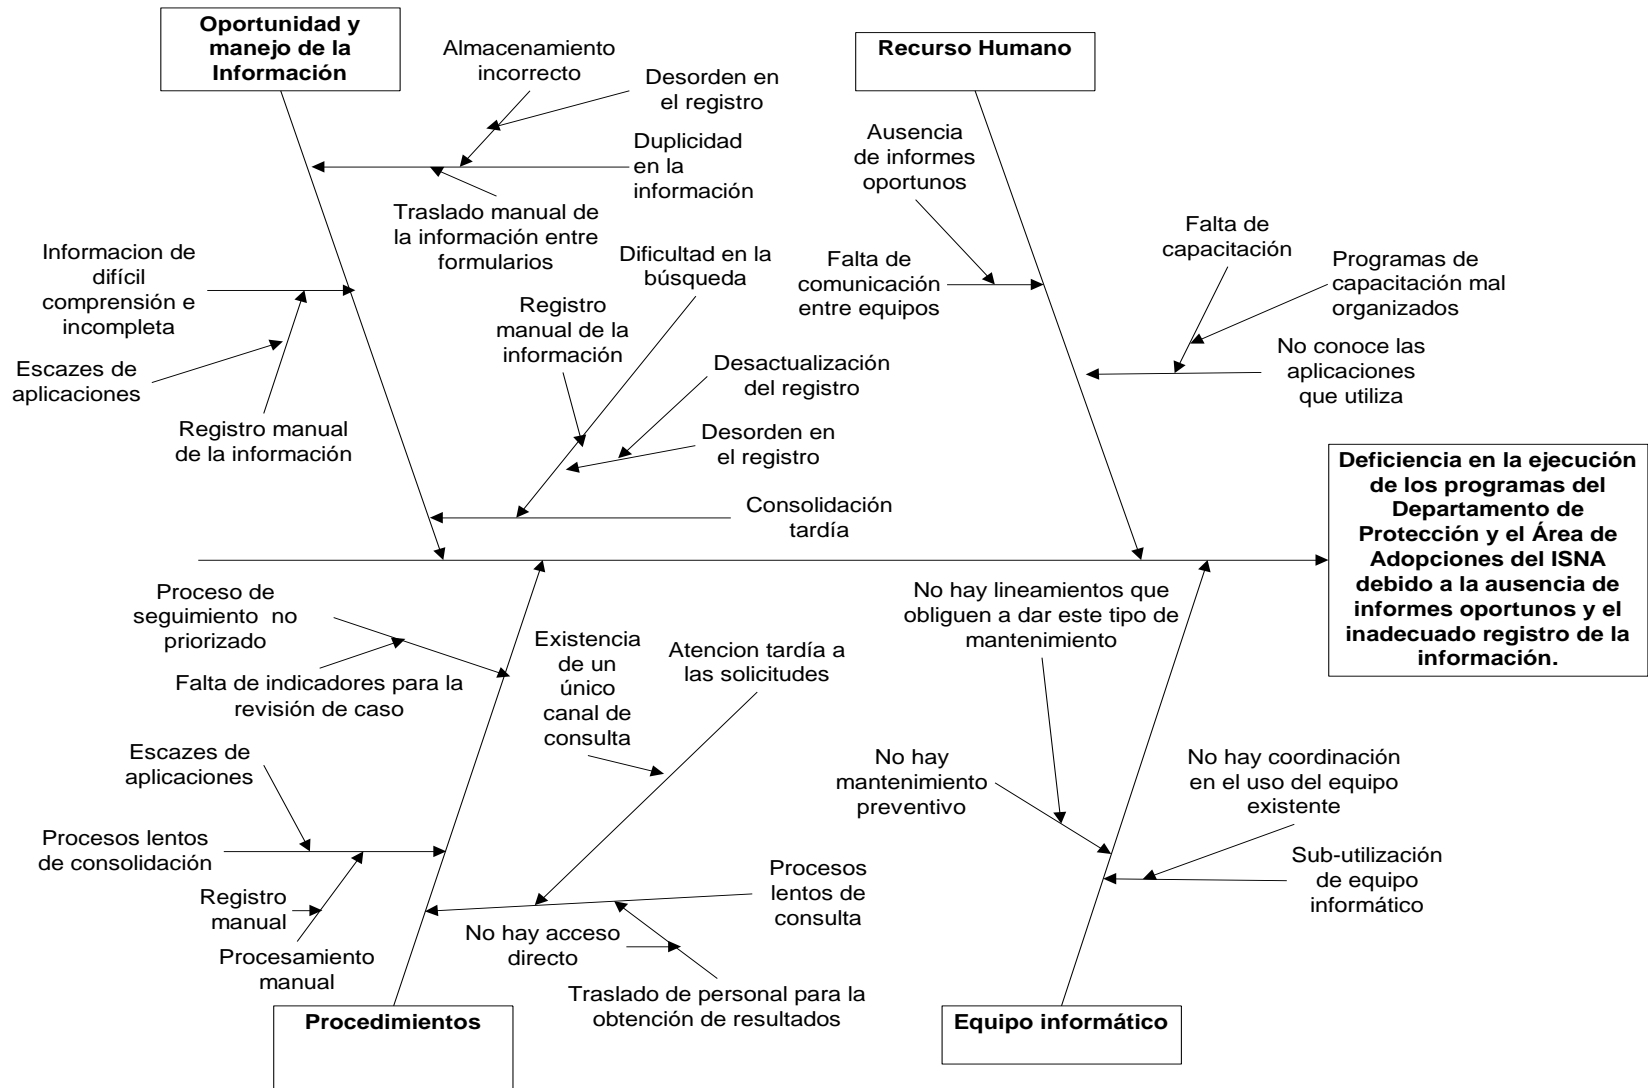 Oportunidad y
manejo de la
Información
Almacenamiento
incorrecto
Desorden en
el registro
Duplicidad
en la
información
Traslado manual de
la información entre
formularios
Informacion de
difícil
comprensión e
incompleta
Escazes de
aplicaciones
Registro manual
de la información
Dificultad en la
búsqueda
Registro
manual de la
información
Desactualización
del registro
Desorden en
el registro
Consolidación
tardía
Recurso Humano
Ausencia
de informes
oportunos
Falta de
comunicación
entre equipos
Falta de
capacitación
Programas de
capacitación mal
organizados
No conoce las
aplicaciones
que utiliza
Deficiencia en la ejecución
de los programas del
Departamento de
Protección y el Área de
Adopciones del ISNA
debido a la ausencia de
informes oportunos y el
inadecuado registro de la
información.
Proceso de
seguimiento no
priorizado
Falta de indicadores para la
revisión de caso
Escazes de
aplicaciones
Procesos lentos
de consolidación
Registro
manual
Procesamiento
manual
Existencia
de un
único
canal de
consulta
Atencion tardía a
las solicitudes
Procesos
lentos de
consulta
No hay acceso
directo
Traslado de personal para la
obtención de resultados
Procedimientos
No hay lineamientos que
obliguen a dar este tipo de
mantenimiento
No hay
mantenimiento
preventivo
No hay coordinación
en el uso del equipo
existente
Sub-utilización
de equipo
informático
Equipo informático